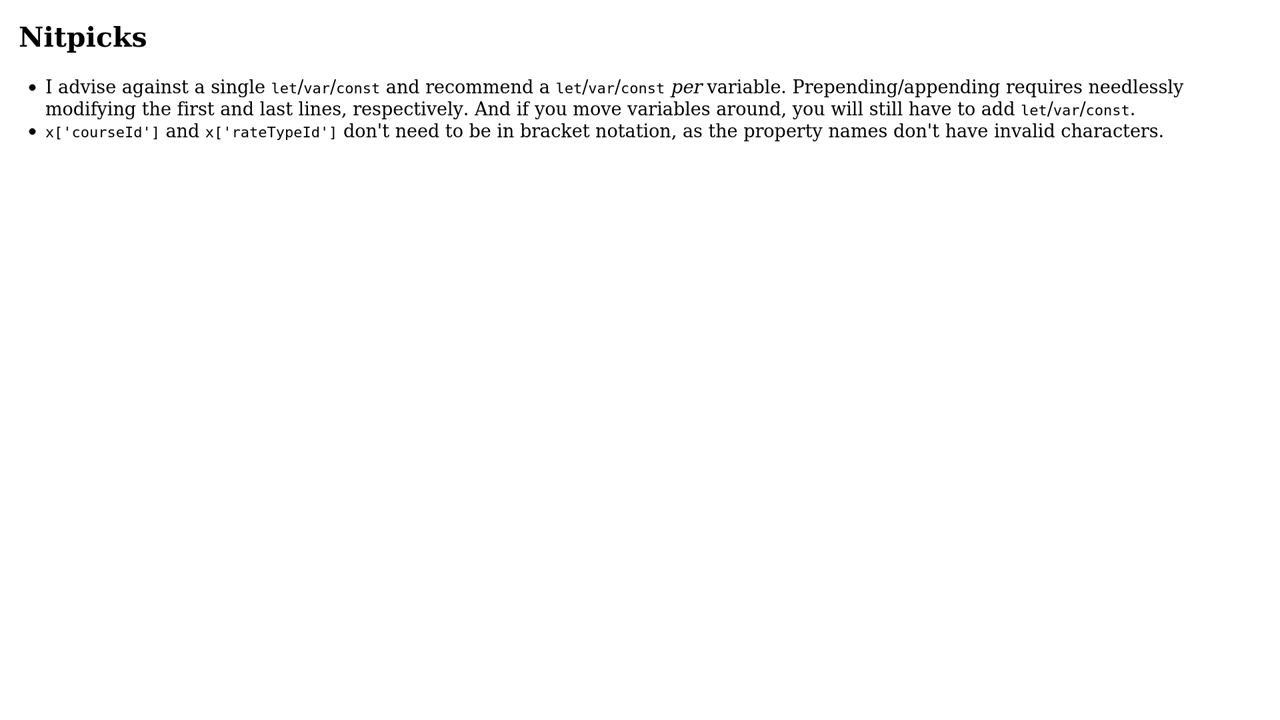 Nitpicks
• I advise against a single let/var/const and recommend a let/var/const per variable. Prepending/appending requires needlessly
modifying the first and last lines, respectively. And if you move variables around, you will still have to add let/var/const.
• x['courseId'] and x['rateTypeId'] don't need to be in bracket notation, as the property names don't have invalid characters.